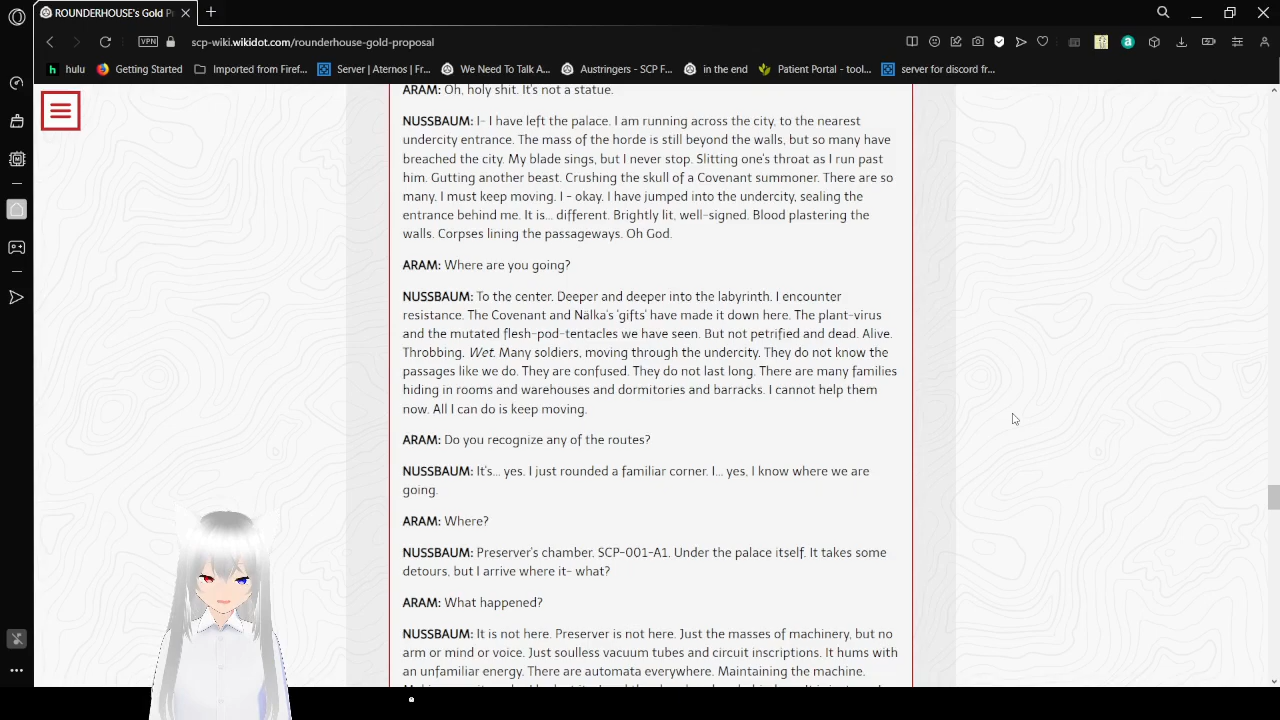 ROUNDERHOUSE's Gold P
VPN
scp-wiki.wikidot.com/rounderhouse-gold-proposal
h hulu
Getting Started
Imported from Firef...
Server | Aternos | Fr...
We Need To Talk A...
Austringers - SCP F...
in the end
Patient Portal - tool...
server for discord fr...
ARAM: Oh, holy shit. It's not a statue.
NUSSBAUM: I- I have left the palace. I am running across the city, to the nearest
undercity entrance. The mass of the horde is still beyond the walls, but so many have
breached the city. My blade sings, but I never stop. Slitting one's throat as I run past
him. Gutting another beast. Crushing the skull of a Covenant summoner. There are so
many. I must keep moving. I - okay. I have jumped into the undercity, sealing the
entrance behind me. It is... different. Brightly lit, well-signed. Blood plastering the
walls. Corpses lining the passageways. Oh God.
ARAM: Where are you going?
NUSSBAUM: To the center. Deeper and deeper into the labyrinth. I encounter
resistance. The Covenant and Nälka's 'gifts' have made it down here. The plant-virus
and the mutated flesh-pod-tentacles we have seen. But not petrified and dead. Alive.
Throbbing. Wet. Many soldiers, moving through the undercity. They do not know the
passages like we do. They are confused. They do not last long. There are many families
hiding in rooms and warehouses and dormitories and barracks. I cannot help them
now. All I can do is keep moving.
ARAM: Do you recognize any of the routes?
NUSSBAUM: It's... yes. I just rounded a familiar corner. I... yes, I know where we are
going.
ARAM: Where?
NUSSBAUM: Preserver's chamber. SCP-001-A1. Under the palace itself. It takes some
detours, but I arrive where it- what?
ARAM: What happened?
NUSSBAUM: It is not here. Preserver is not here. Just the masses of machinery, but no
arm or mind or voice. Just soulless vacuum tubes and circuit inscriptions. It hums with
an unfamiliar energy. There are automata everywhere. Maintaining the machine.